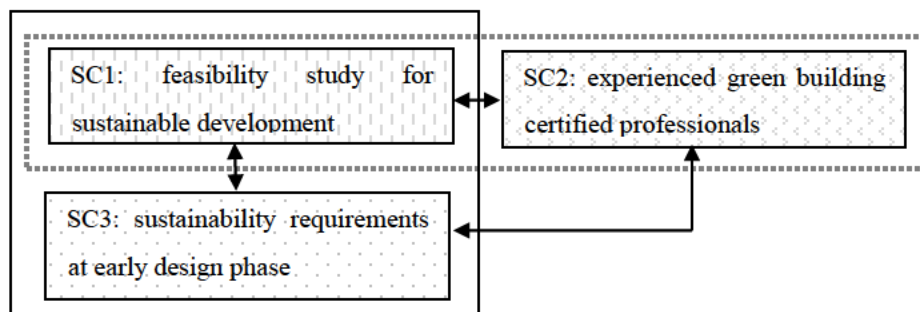 SC1: feasibility study for
sustainable development
SC2: experienced green building
certified professionals
SC3: sustainability requirements
at early design phase